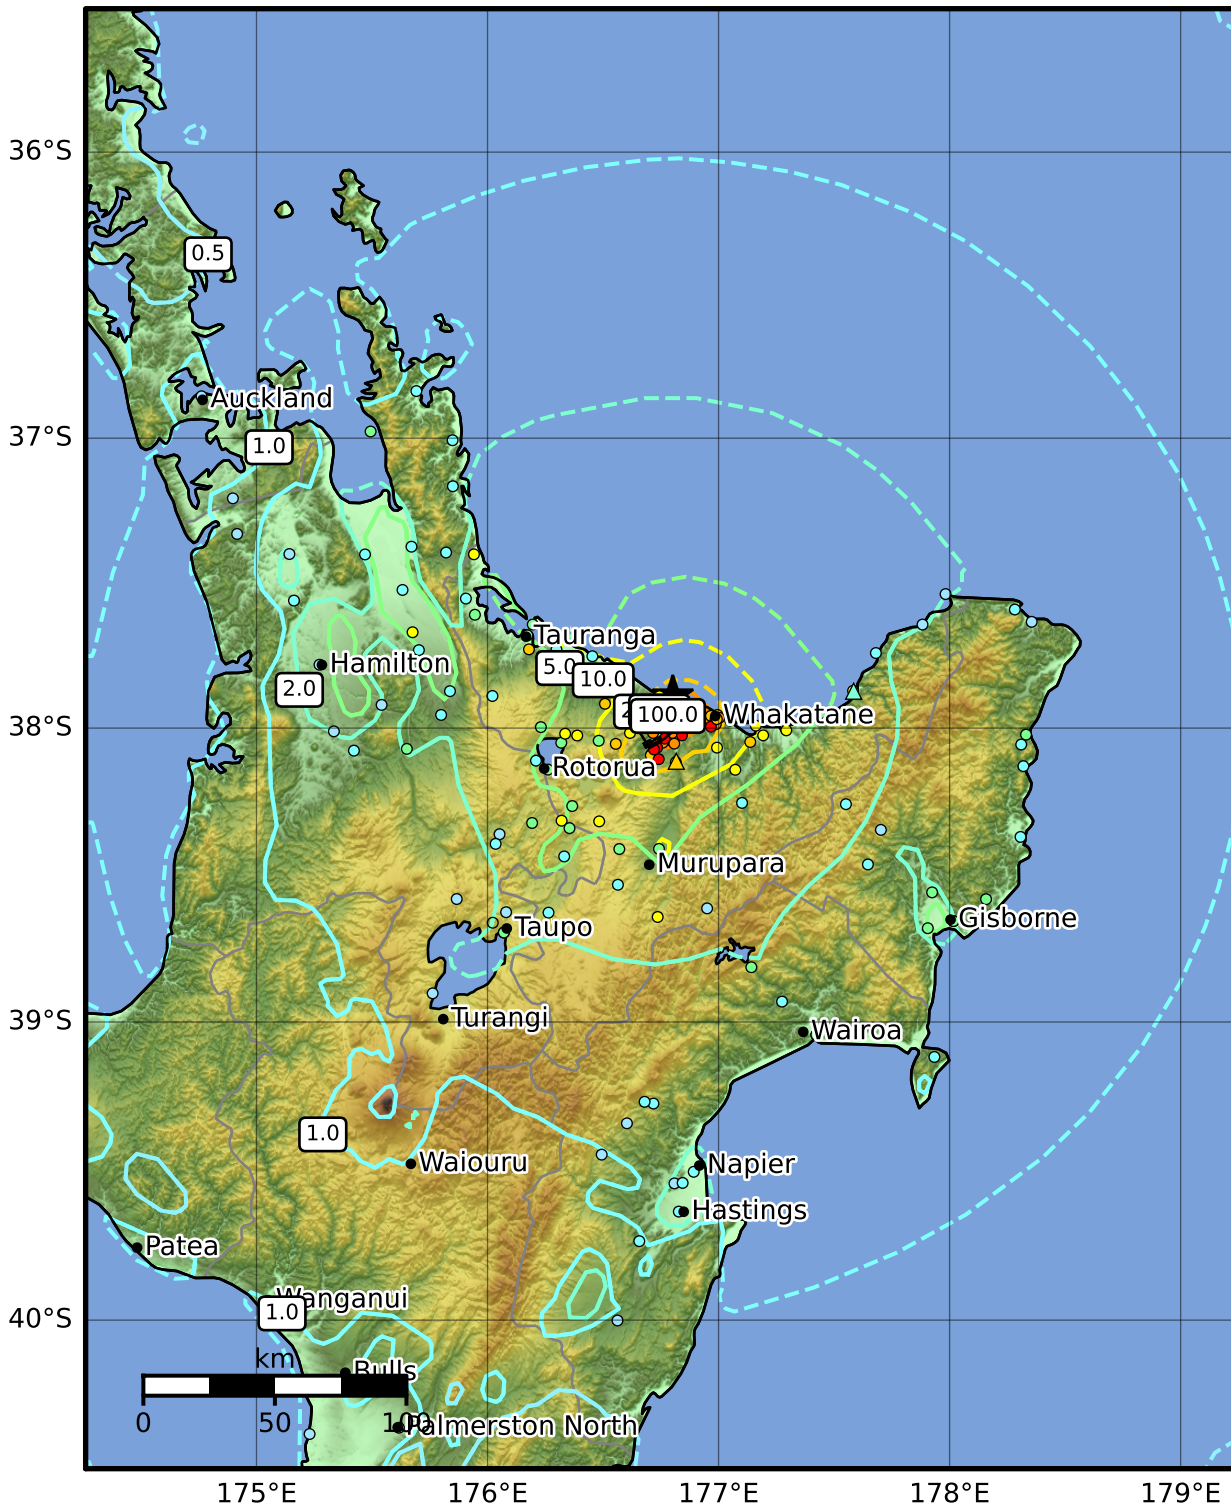 36°S
0.5
Auckland
37°S
1.0
Tauranga
Hamilton
5.0
10.0
2.0
100.0
Whakatane
38°S
Rotorua
Murupara
Gisborne
Taupo
Turangi
39°S
Wairoa
1.0
Waiouru
Napier
Hastings
Patea
Wanganui
1.0
40°S
km
Bulls
0 50 100
Palmerston North
175°E 176°E 177°E 178°E 179°E